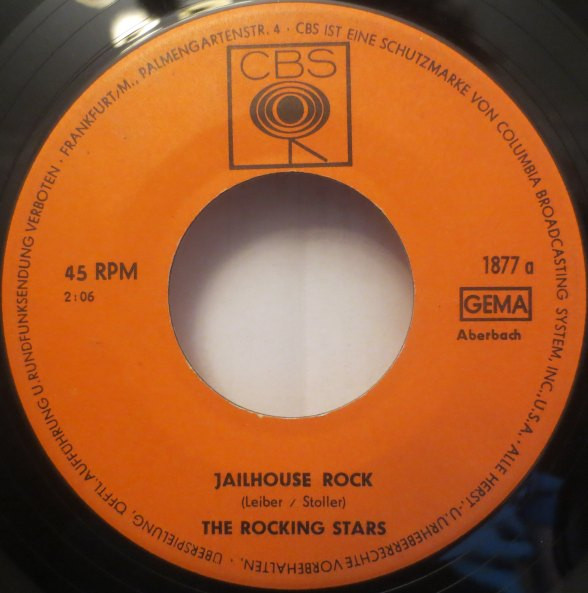 FRANKFURT/M., PALMENGARTENSTR. 4 · CBS IST EINE SCHUTZMARKE VON COLUMBIA BROADCASTING SYSTEM, INC., U.S.A. · ALLE HERST.-U. URHEBERRECHTE VORBEHALTEN. · ÜBERSPIELUNG, ÖFFTL. AUFFÜHRUNG U. RUNDFUNKSENDUNG VERBOTEN ·
CBS
45 RPM
2:06
1877 a
GEMA
Aberbach
JAILHOUSE ROCK
(Leiber / Stoller)
THE ROCKING STARS